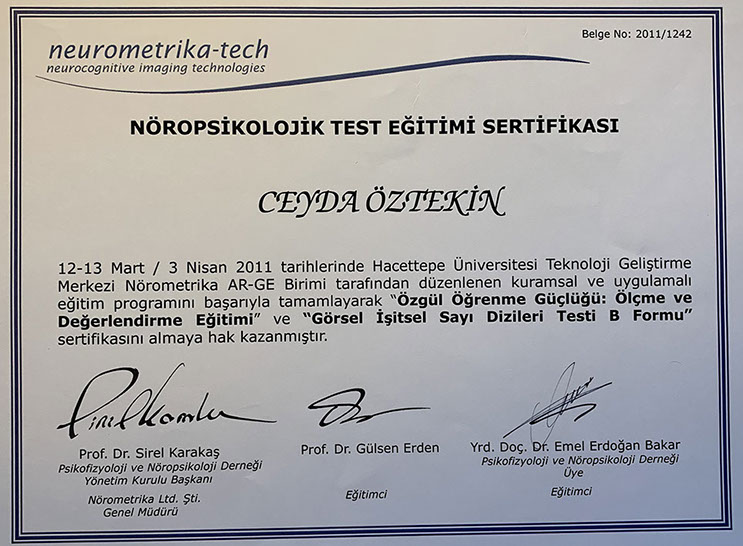 Belge No: 2011/1242
neurometrika-tech
neurocognitive imaging technologies
NÖROPSİKOLOJİK TEST EĞİTİMİ SERTİFİKASI
CEYDA ÖZTEKİN
12-13 Mart / 3 Nisan 2011 tarihlerinde Hacettepe Üniversitesi Teknoloji Geliştirme
Merkezi Nörometrika AR-GE Birimi tarafından düzenlenen kuramsal ve uygulamalı
eğitim programını başarıyla tamamlayarak “Özgül Öğrenme Güçlüğü: Ölçme ve
Değerlendirme Eğitimi” ve “Görsel İşitsel Sayı Dizileri Testi B Formu”
sertifikasını almaya hak kazanmıştır.
Prof. Dr. Sirel Karakaş
Psikofizyoloji ve Nöropsikoloji Derneği
Yönetim Kurulu Başkanı
Nörometrika Ltd. Şti.
Genel Müdürü
Prof. Dr. Gülsen Erden
Eğitimci
Yrd. Doç. Dr. Emel Erdoğan Bakar
Psikofizyoloji ve Nöropsikoloji Derneği
Üye
Eğitimci